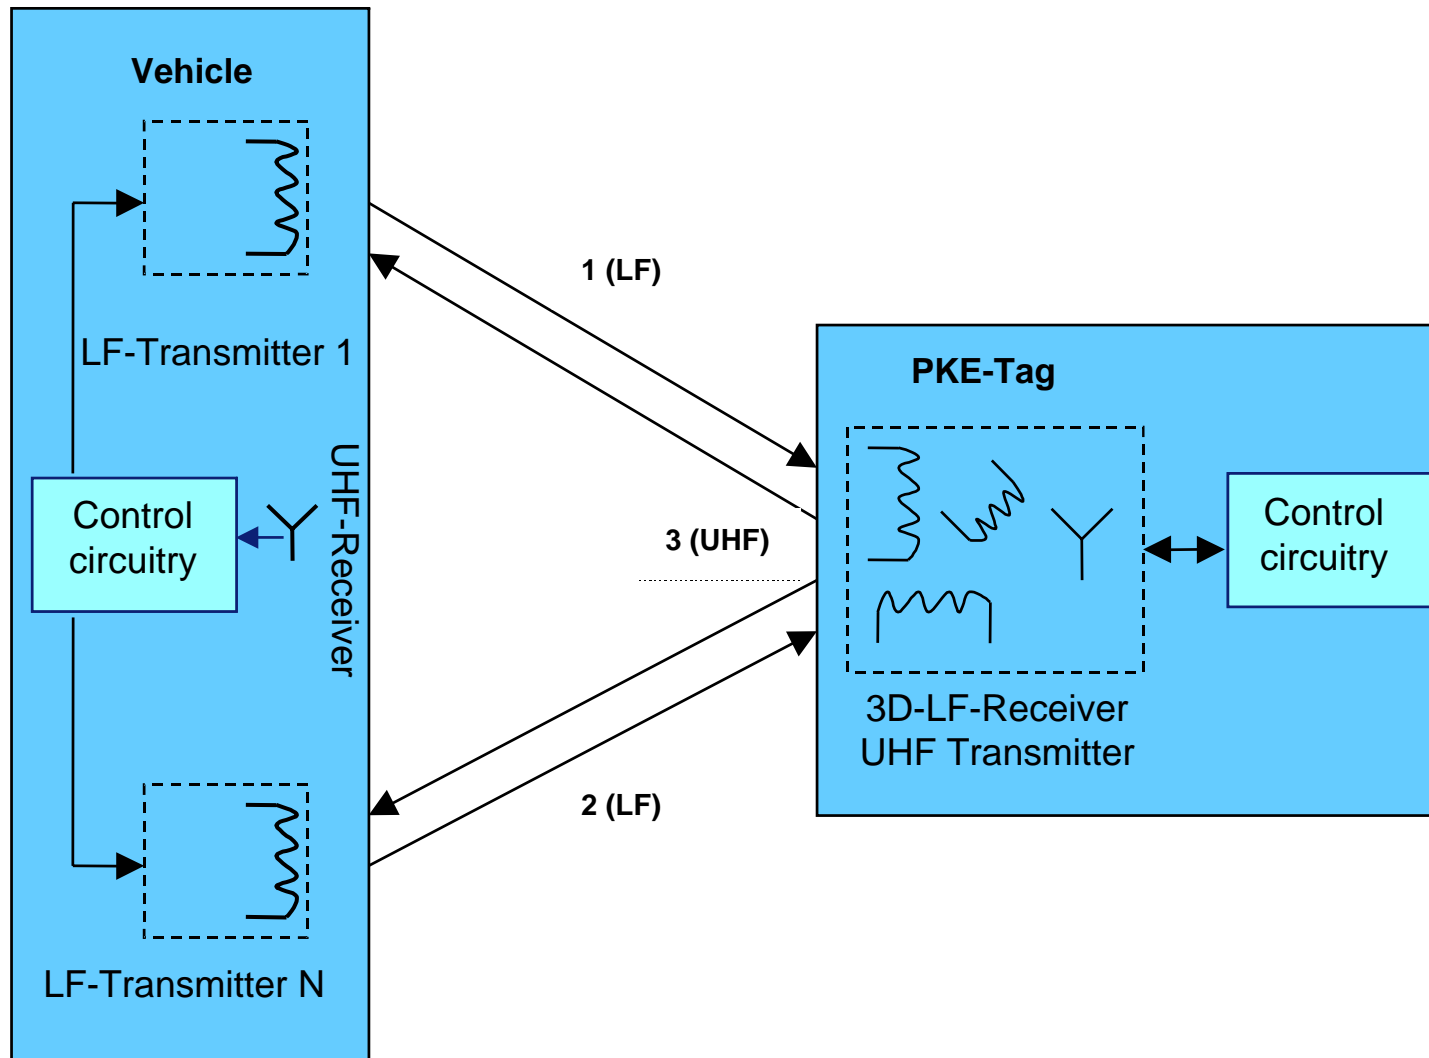 Vehicle
LF-Transmitter 1
1 (LF)
PKE-Tag
UHF-Receiver
Control
circuitry
3 (UHF)
Control
circuitry
3D-LF-Receiver
UHF Transmitter
2 (LF)
LF-Transmitter N